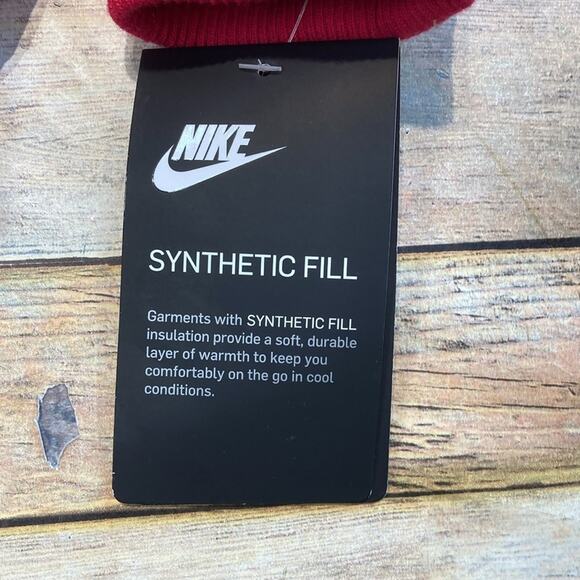 NIKE
SYNTHETIC FILL
Garments with SYNTHETIC FILL
insulation provide a soft, durable
layer of warmth to keep you
comfortably on the go in cool
conditions.